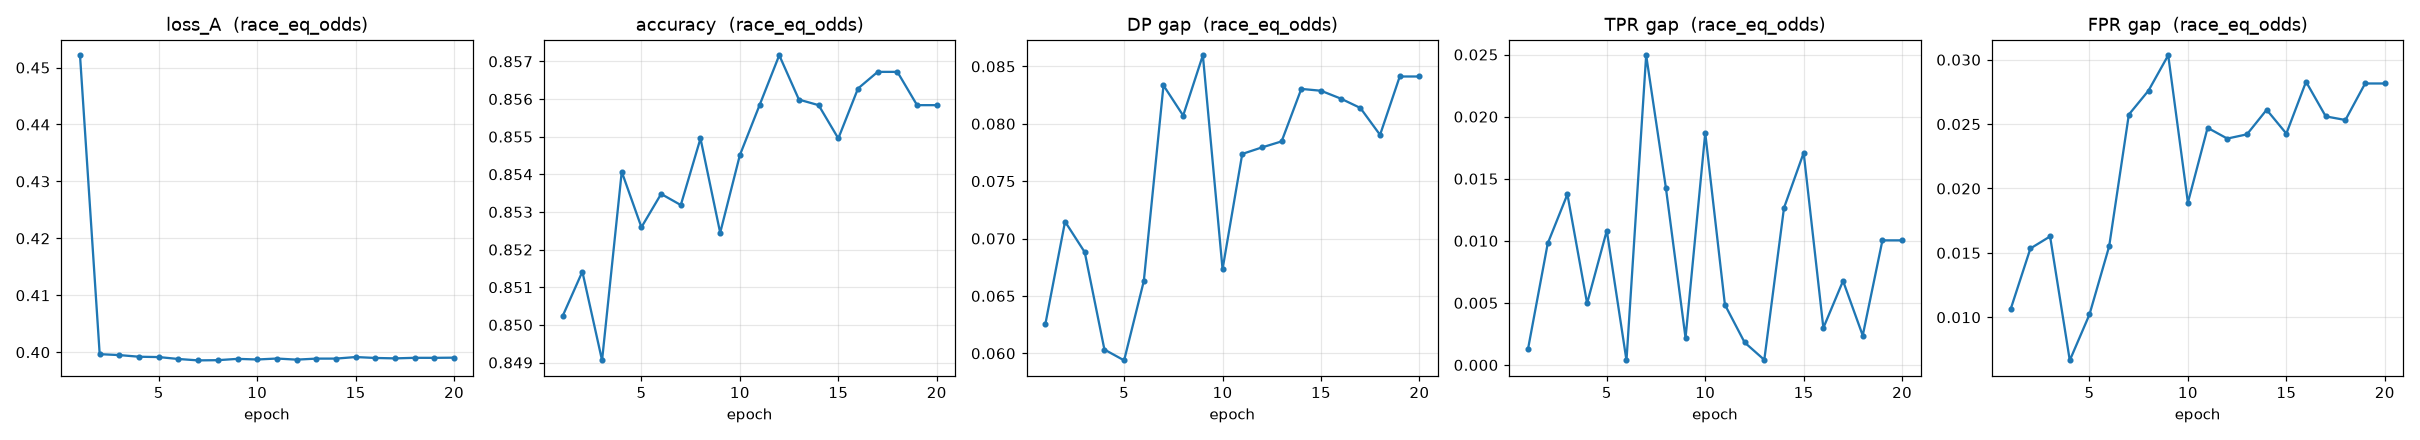 loss_A  (race_eq_odds)
0.45
0.44
0.43
0.42
0.41
0.40
5 10 15 20
epoch
accuracy  (race_eq_odds)
0.857
0.856
0.855
0.854
0.853
0.852
0.851
0.850
0.849
5 10 15 20
epoch
DP gap  (race_eq_odds)
0.085
0.080
0.075
0.070
0.065
0.060
5 10 15 20
epoch
TPR gap  (race_eq_odds)
0.025
0.020
0.015
0.010
0.005
0.000
5 10 15 20
epoch
FPR gap  (race_eq_odds)
0.030
0.025
0.020
0.015
0.010
5 10 15 20
epoch